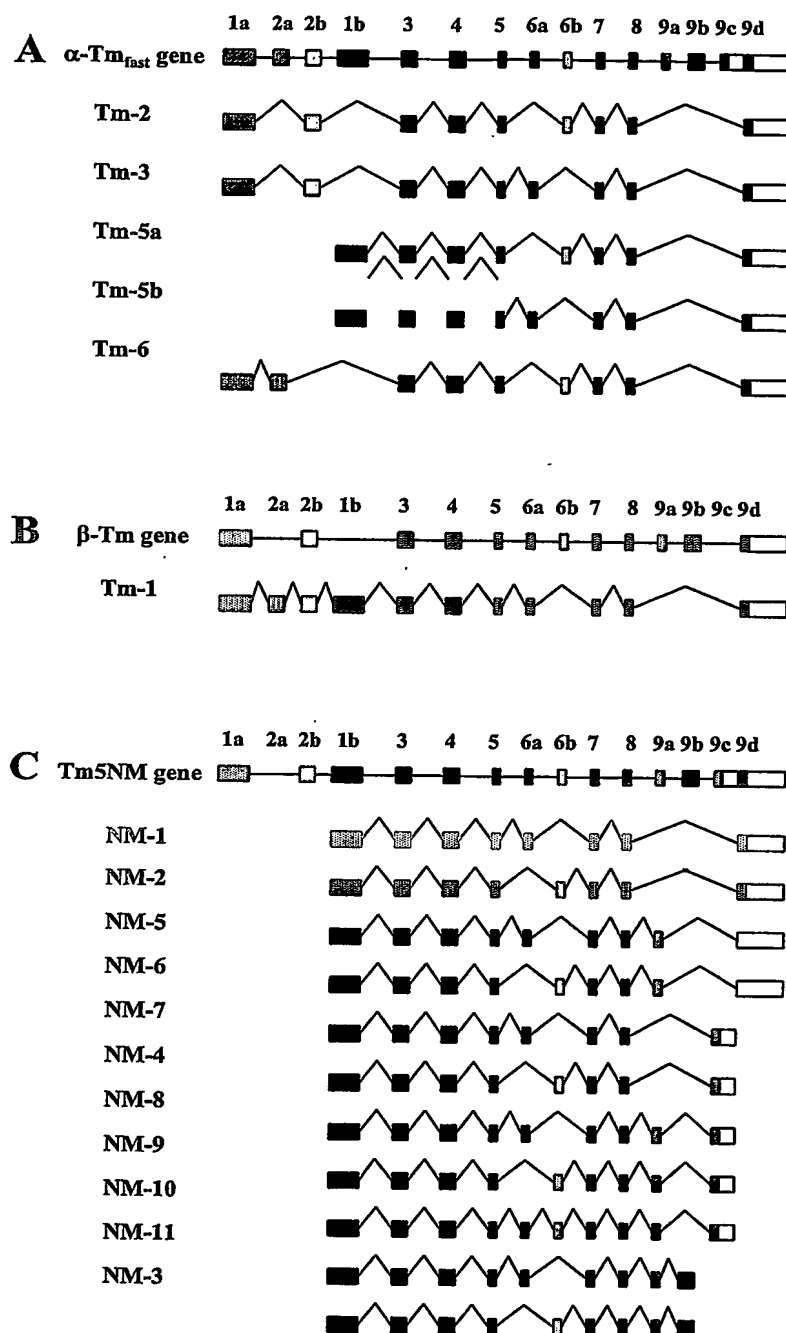 1a 2a 2b 1b 3 4 5 6a 6b 7 8 9a 9b 9c 9d
A α-Tmfast gene
Tm-2
Tm-3
Tm-5a
Tm-5b
Tm-6
1a 2a 2b 1b 3 4 5 6a 6b 7 8 9a 9b 9c 9d
B β-Tm gene
Tm-1
1a 2a 2b 1b 3 4 5 6a 6b 7 8 9a 9b 9c 9d
C Tm5NM gene
NM-1
NM-2
NM-5
NM-6
NM-7
NM-4
NM-8
NM-9
NM-10
NM-11
NM-3